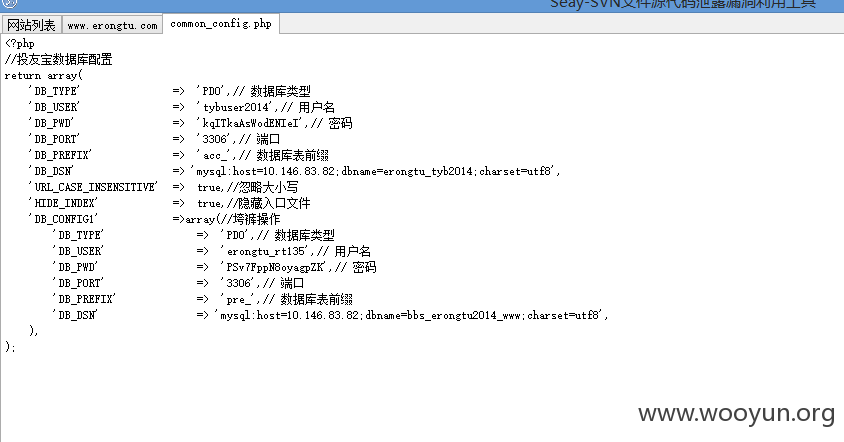 Seay-SVN文件源代码泄露漏洞利用工具
网站列表 www.erongtu.com common_config.php
<?php
//投友宝数据库配置
return array(
'DB_TYPE' => 'PDO',// 数据库类型
'DB_USER' => 'tybuser2014',// 用户名
'DB_PWD' => 'kqITkaAsWodENIeI',// 密码
'DB_PORT' => '3306',// 端口
'DB_PREFIX' => 'acc_',// 数据库表前缀
'DB_DSN' => 'mysql:host=10.146.83.82;dbname=erongtu_tyb2014;charset=utf8',
'URL_CASE_INSENSITIVE' => true,//忽略大小写
'HIDE_INDEX' => true,//隐藏入口文件
'DB_CONFIG1' =>array(//垮裤操作
'DB_TYPE' => 'PDO',// 数据库类型
'DB_USER' => 'erongtu_rt135',// 用户名
'DB_PWD' => 'PSv7FppN8oyagpZK',// 密码
'DB_PORT' => '3306',// 端口
'DB_PREFIX' => 'pre_',// 数据库表前缀
'DB_DSN' => 'mysql:host=10.146.83.82;dbname=bbs_erongtu2014_www;charset=utf8',
),
);
www.wooyun.org